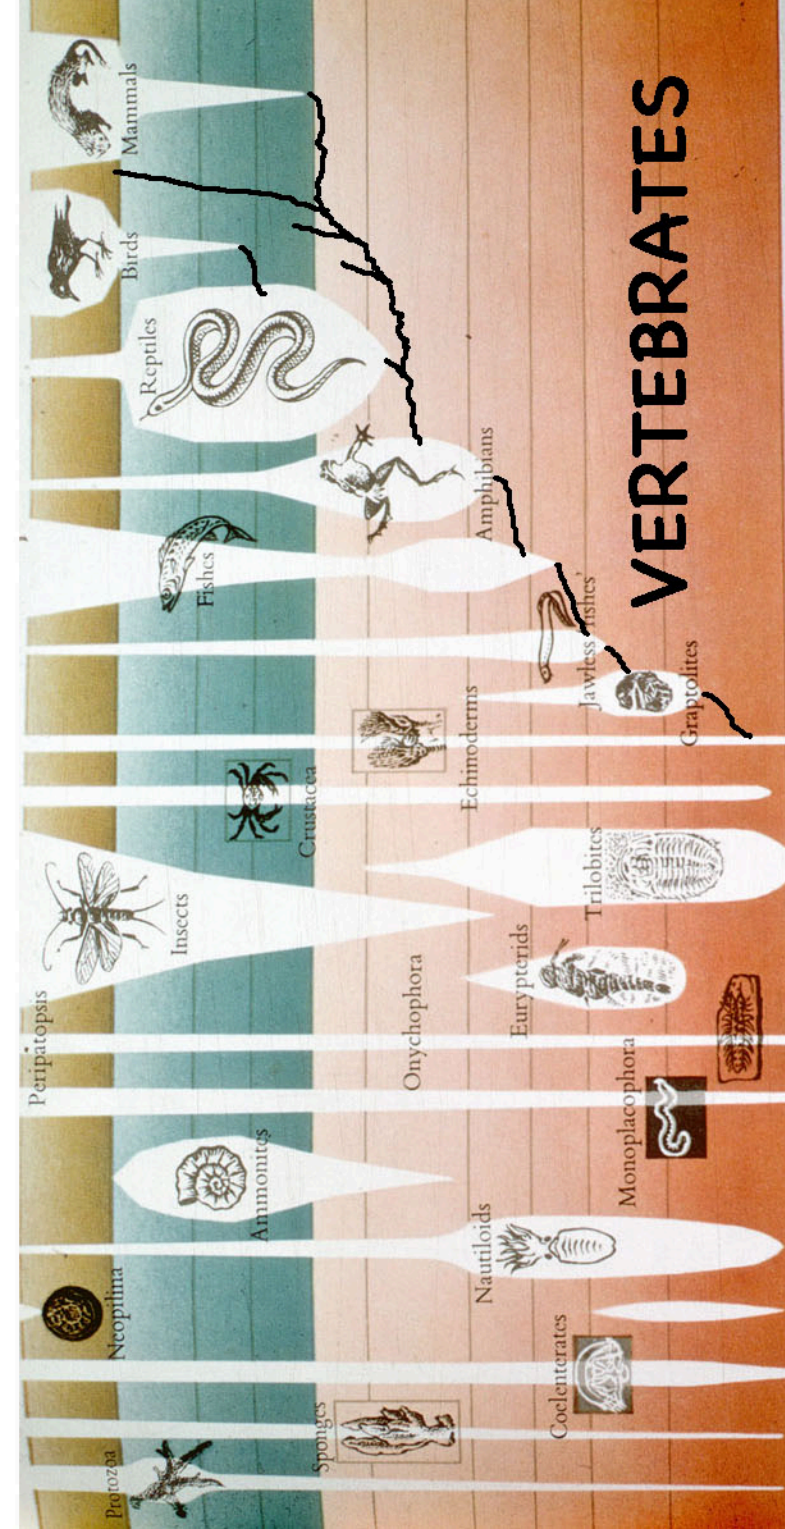 Peripatopsis
Protozoa
Neopilina
Mammals
Birds
Reptiles
Insects
Fishes
Ammonites
Crustacea
Sponges
Onychophora
Echinoderms
Nautiloids
Amphibians
Eurypterids
Coelenterates
Trilobites
Jawless fishes'
Monoplacophora
Graptolites
VERTEBRATES